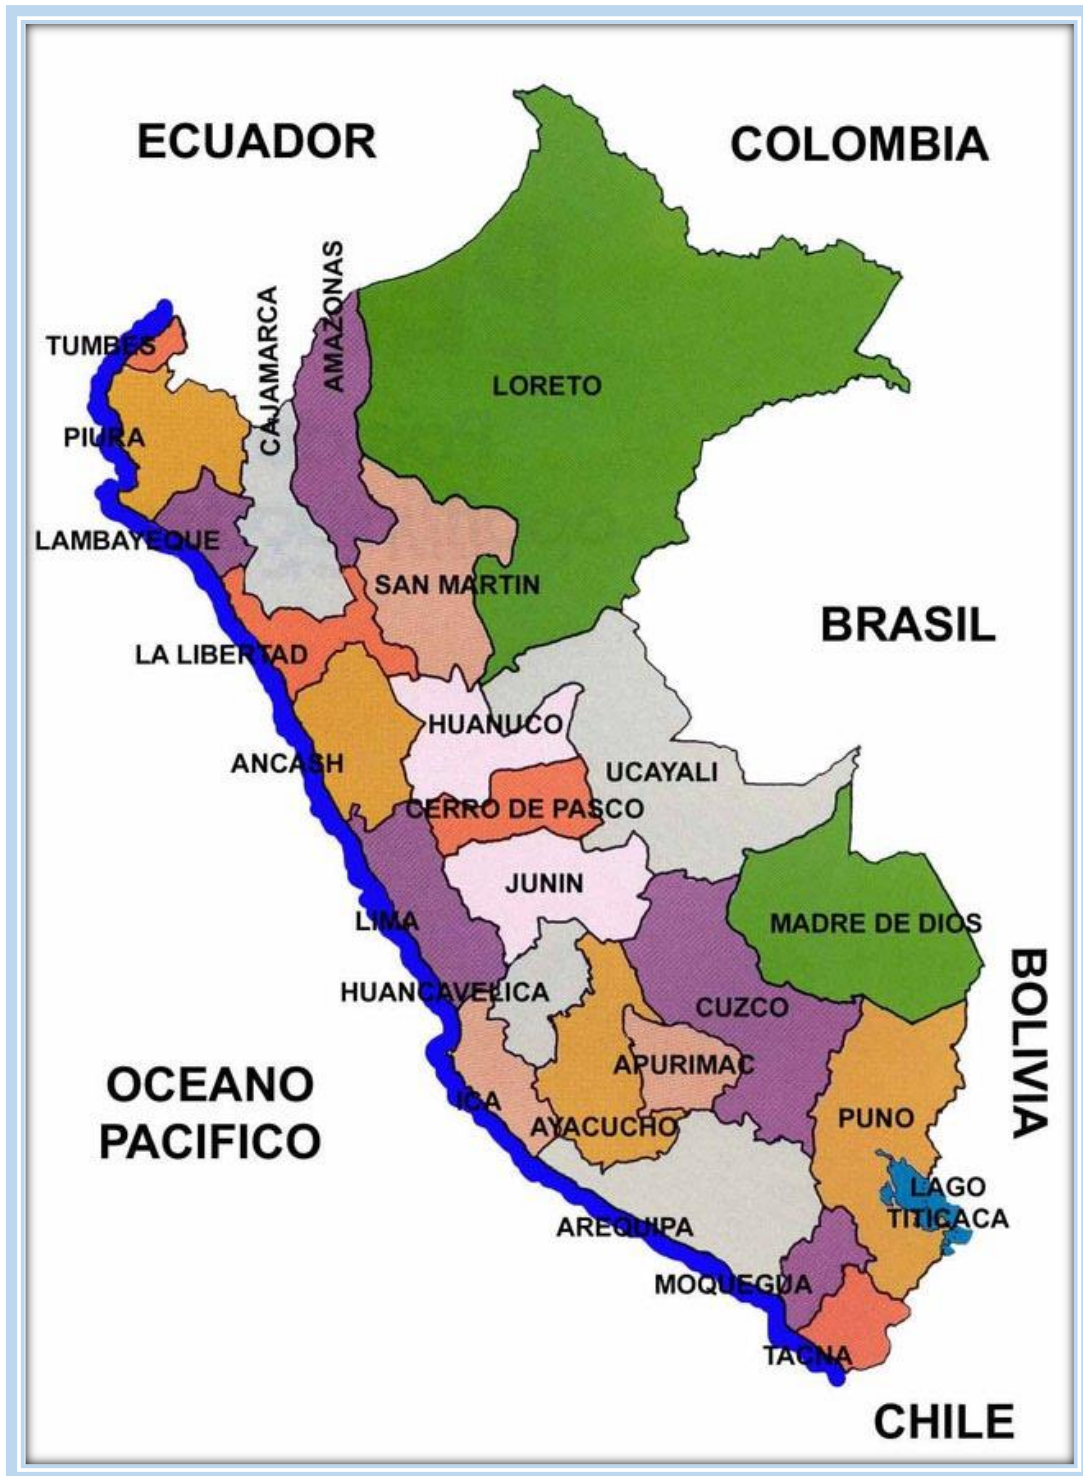 ECUADOR
COLOMBIA
AMAZONAS
CAJAMARCA
TUMBES
LORETO
PIURA
LAMBAYEQUE
SAN MARTIN
BRASIL
LA LIBERTAD
HUANUCO
ANCASH
UCAYALI
CERRO DE PASCO
JUNIN
LIMA
MADRE DE DIOS
HUANCAVELICA
CUZCO
BOLIVIA
APURIMAC
OCEANO
PACIFICO
ICA
AYACUCHO
PUNO
LAGO
TITICACA
AREQUIPA
MOQUEGUA
TACNA
CHILE